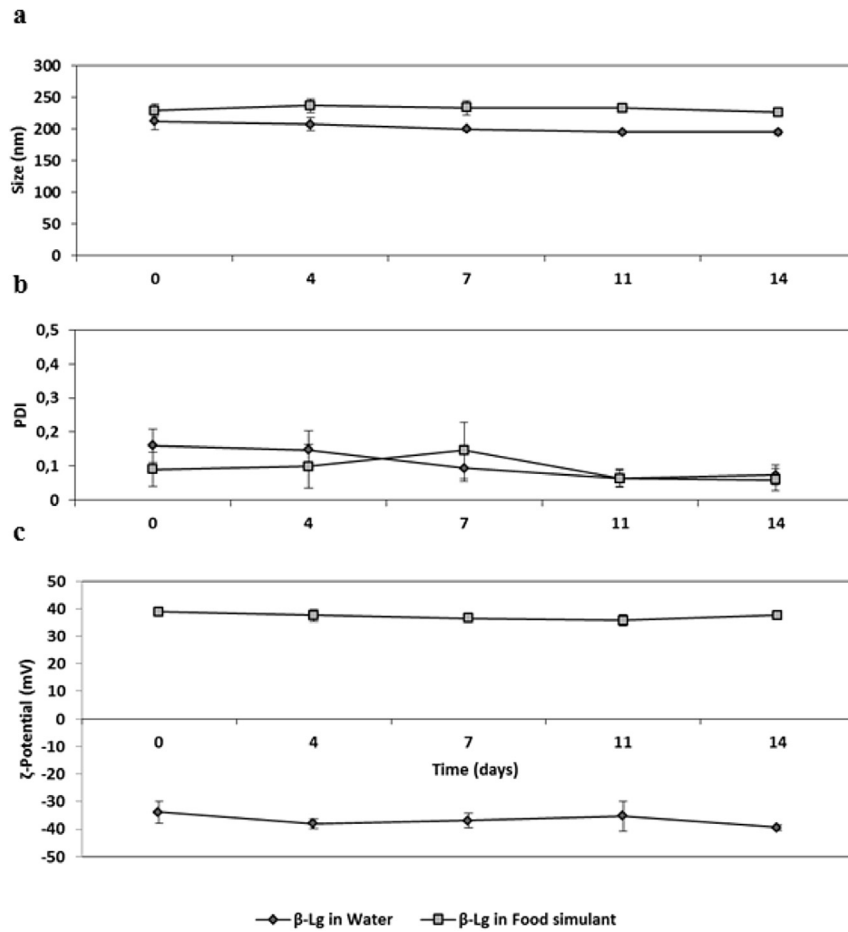 a
300
250
200
150
100
50
0
Size (nm)
0 4 7 11 14
b
0,5
0,4
0,3
0,2
0,1
0
PDI
0 4 7 11 14
c
50
40
30
20
10
0
-10
-20
-30
-40
-50
ζ-Potential (mV)
0 4 7 11 14
Time (days)
β-Lg in Water β-Lg in Food simulant